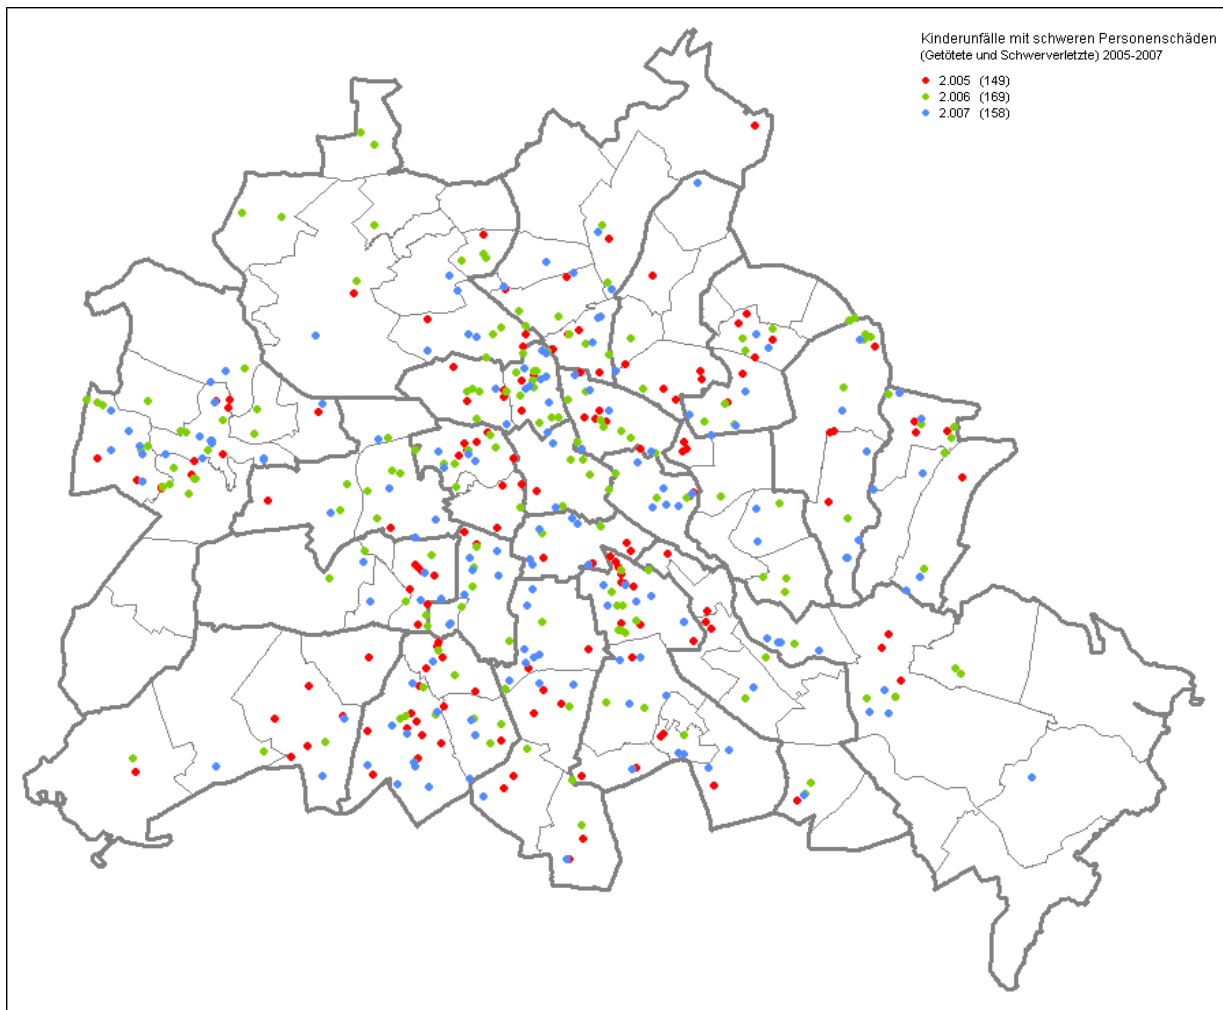 Kinderunfälle mit schweren Personenschäden
(Getötete und Schwerverletzte) 2005-2007
2.005 (149)
2.006 (169)
2.007 (158)